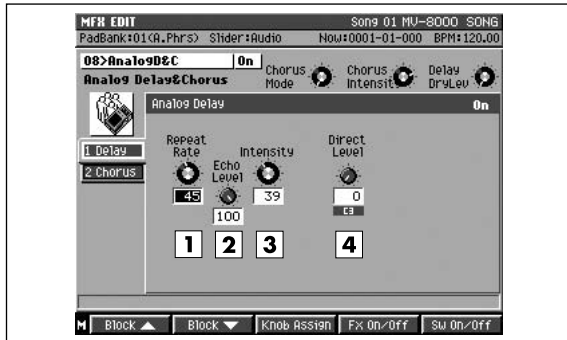 MFX EDIT Song 01 MV-8000 SONG
PadBank:01(A.Phrs) Slider:Audio Now:0001-01-000 BPM:120.00
08>AnalogD&C On
Analog Delay&Chorus
Chorus Mode
Chorus Intensit
Delay DryLev
Analog Delay On
1 Delay
2 Chorus
Repeat Rate
Echo Level
Intensity
Direct Level
45
100
39
0
C3
1 2 3 4
M Block ▲ Block ▼ Knob Assign Fx On/Off Sw On/Off